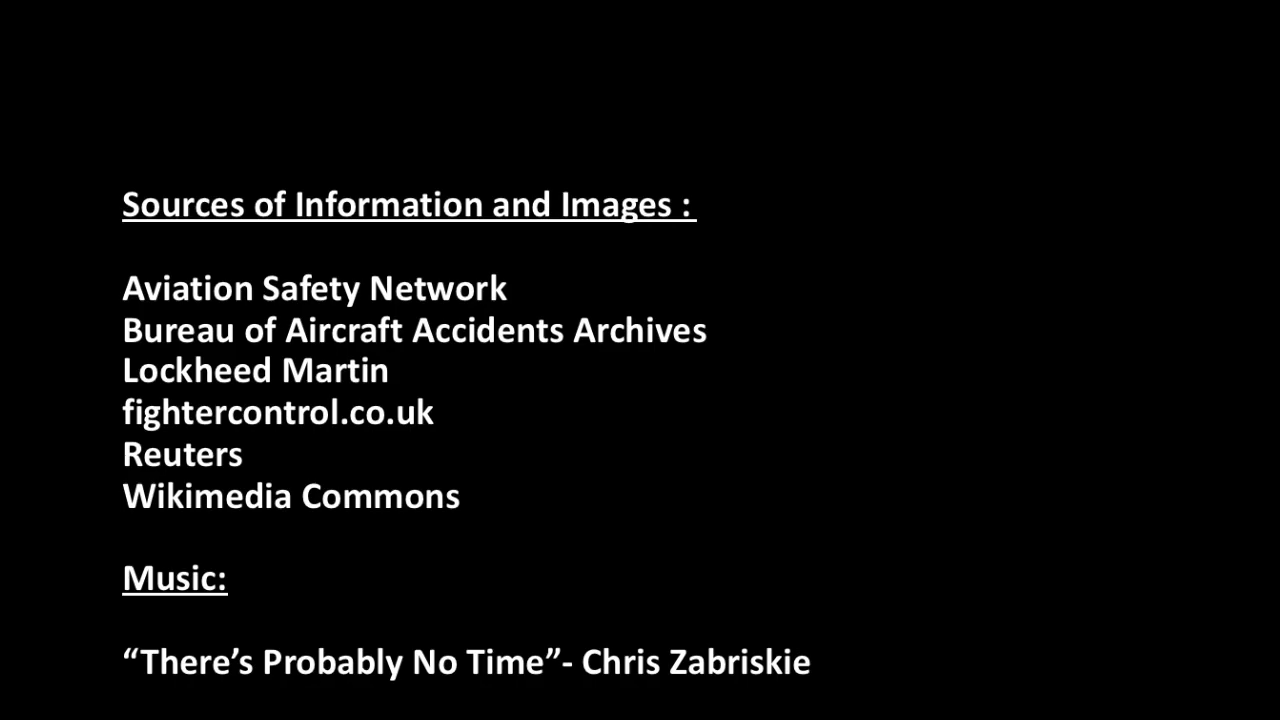 Sources of Information and Images :
Aviation Safety Network
Bureau of Aircraft Accidents Archives
Lockheed Martin
fightercontrol.co.uk
Reuters
Wikimedia Commons
Music:
“There’s Probably No Time”- Chris Zabriskie